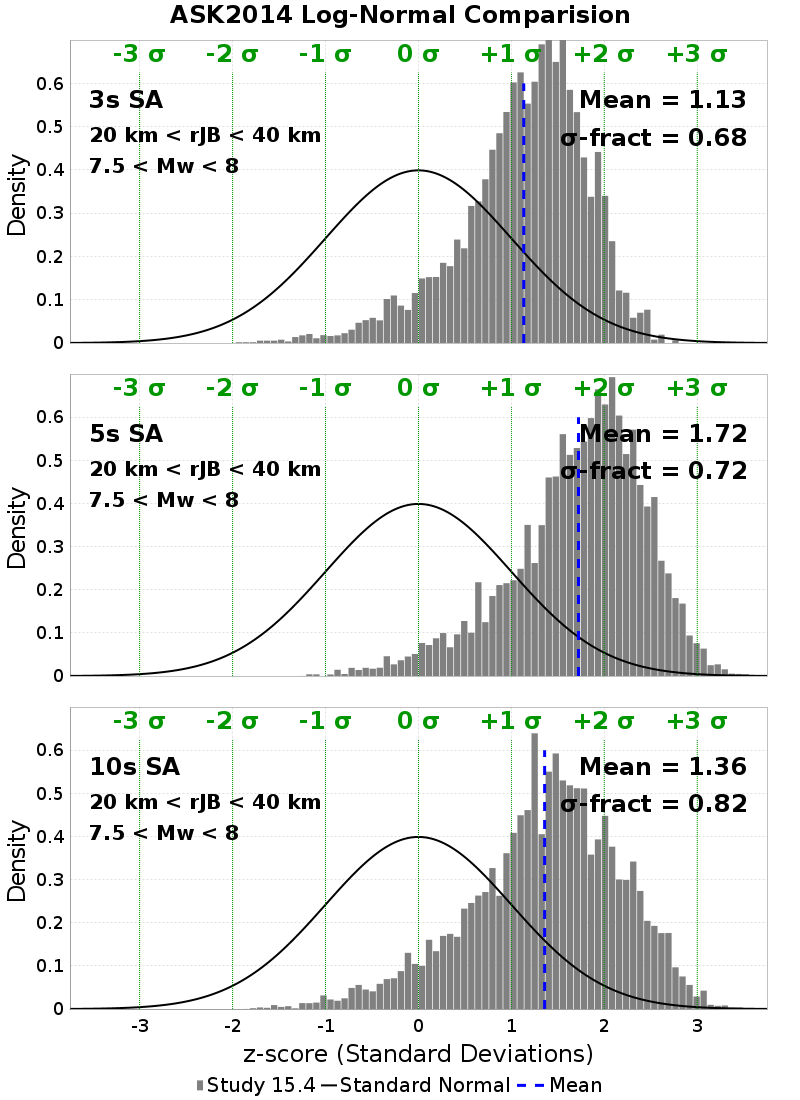 ASK2014 Log-Normal Comparision
-3 σ -2 σ -1 σ 0 σ +1 σ +2 σ +3 σ
0.6
0.5
0.4
0.3
0.2
0.1
0
Density
3s SA
20 km < rJB < 40 km
7.5 < Mw < 8
Mean = 1.13
σ-fract = 0.68
-3 σ -2 σ -1 σ 0 σ +1 σ +2 σ +3 σ
0.6
0.5
0.4
0.3
0.2
0.1
0
Density
5s SA
20 km < rJB < 40 km
7.5 < Mw < 8
Mean = 1.72
σ-fract = 0.72
-3 σ -2 σ -1 σ 0 σ +1 σ +2 σ +3 σ
0.6
0.5
0.4
0.3
0.2
0.1
0
Density
10s SA
20 km < rJB < 40 km
7.5 < Mw < 8
Mean = 1.36
σ-fract = 0.82
-3 -2 -1 0 1 2 3
z-score (Standard Deviations)
Study 15.4 Standard Normal Mean